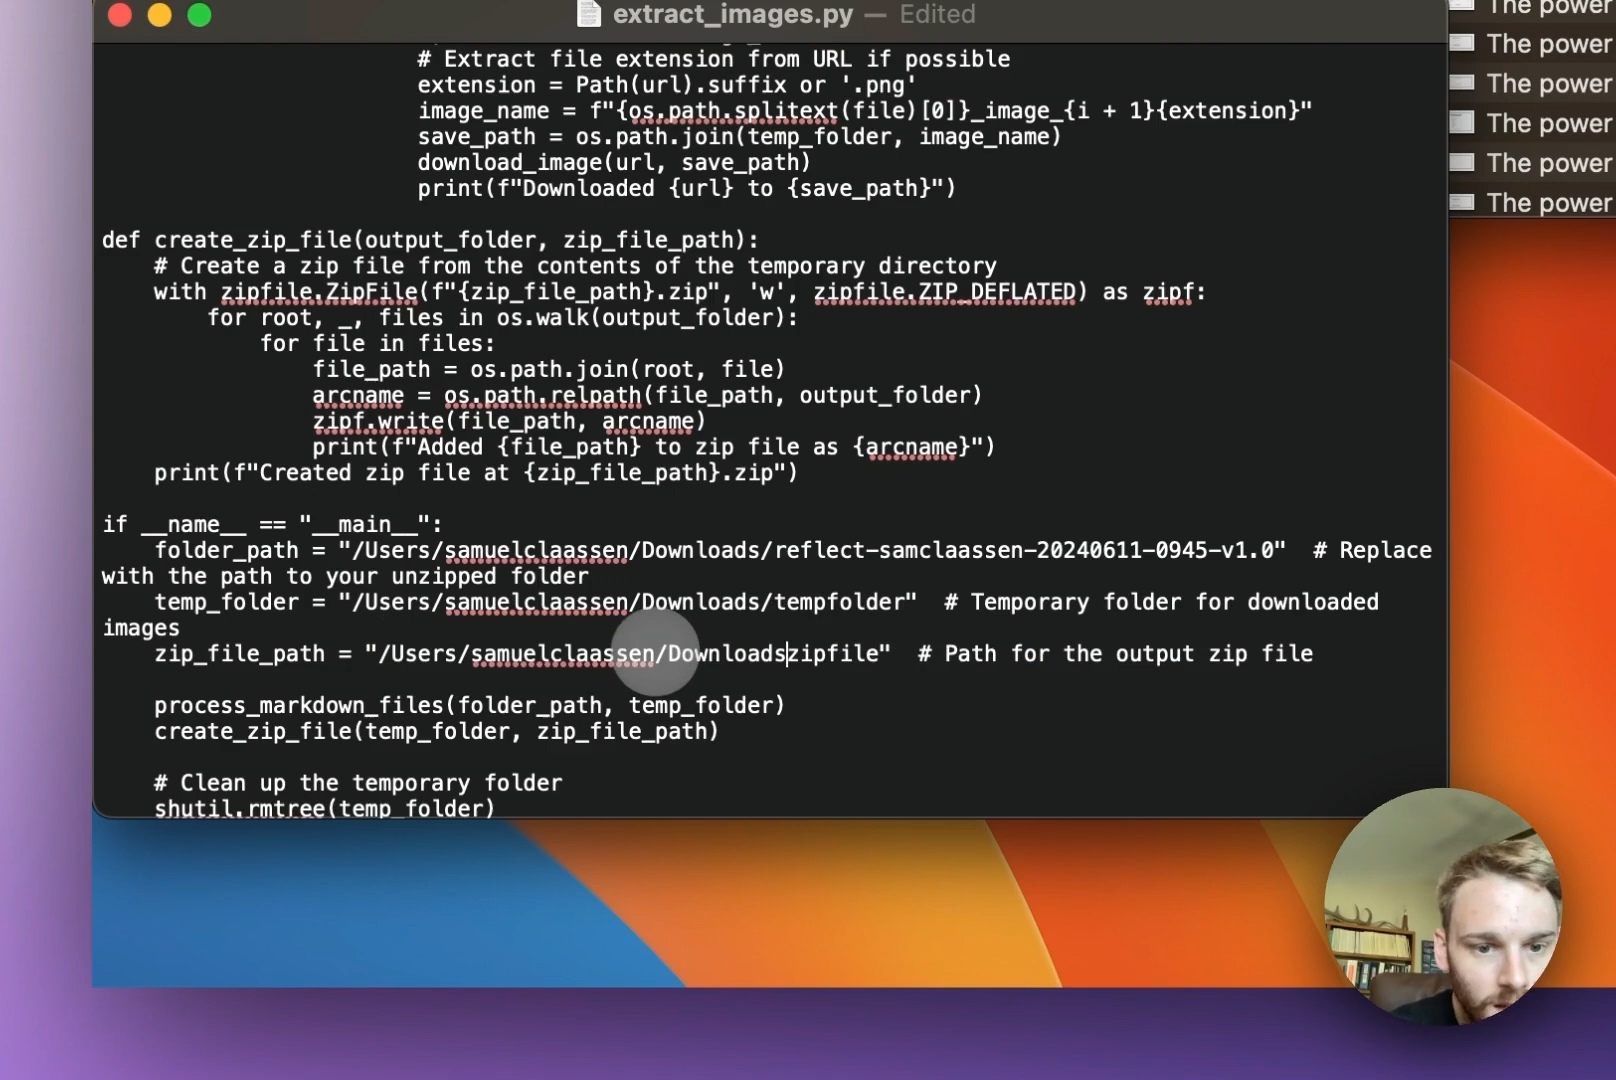 extract_images.py — Edited
The power
The power
The power
The power
The power
The power
# Extract file extension from URL if possible
extension = Path(url).suffix or '.png'
image_name = f"{os.path.splitext(file)[0]}_image_{i + 1}{extension}"
save_path = os.path.join(temp_folder, image_name)
download_image(url, save_path)
print(f"Downloaded {url} to {save_path}")
def create_zip_file(output_folder, zip_file_path):
# Create a zip file from the contents of the temporary directory
with zipfile.ZipFile(f"{zip_file_path}.zip", 'w', zipfile.ZIP_DEFLATED) as zipf:
for root, _, files in os.walk(output_folder):
for file in files:
file_path = os.path.join(root, file)
arcname = os.path.relpath(file_path, output_folder)
zipf.write(file_path, arcname)
print(f"Added {file_path} to zip file as {arcname}")
print(f"Created zip file at {zip_file_path}.zip")
if __name__ == "__main__":
folder_path = "/Users/samuelclaassen/Downloads/reflect-samclaassen-20240611-0945-v1.0"  # Replace
with the path to your unzipped folder
temp_folder = "/Users/samuelclaassen/Downloads/tempfolder"  # Temporary folder for downloaded
images
zip_file_path = "/Users/samuelclaassen/Downloadszipfile"  # Path for the output zip file
process_markdown_files(folder_path, temp_folder)
create_zip_file(temp_folder, zip_file_path)
# Clean up the temporary folder
shutil.rmtree(temp_folder)